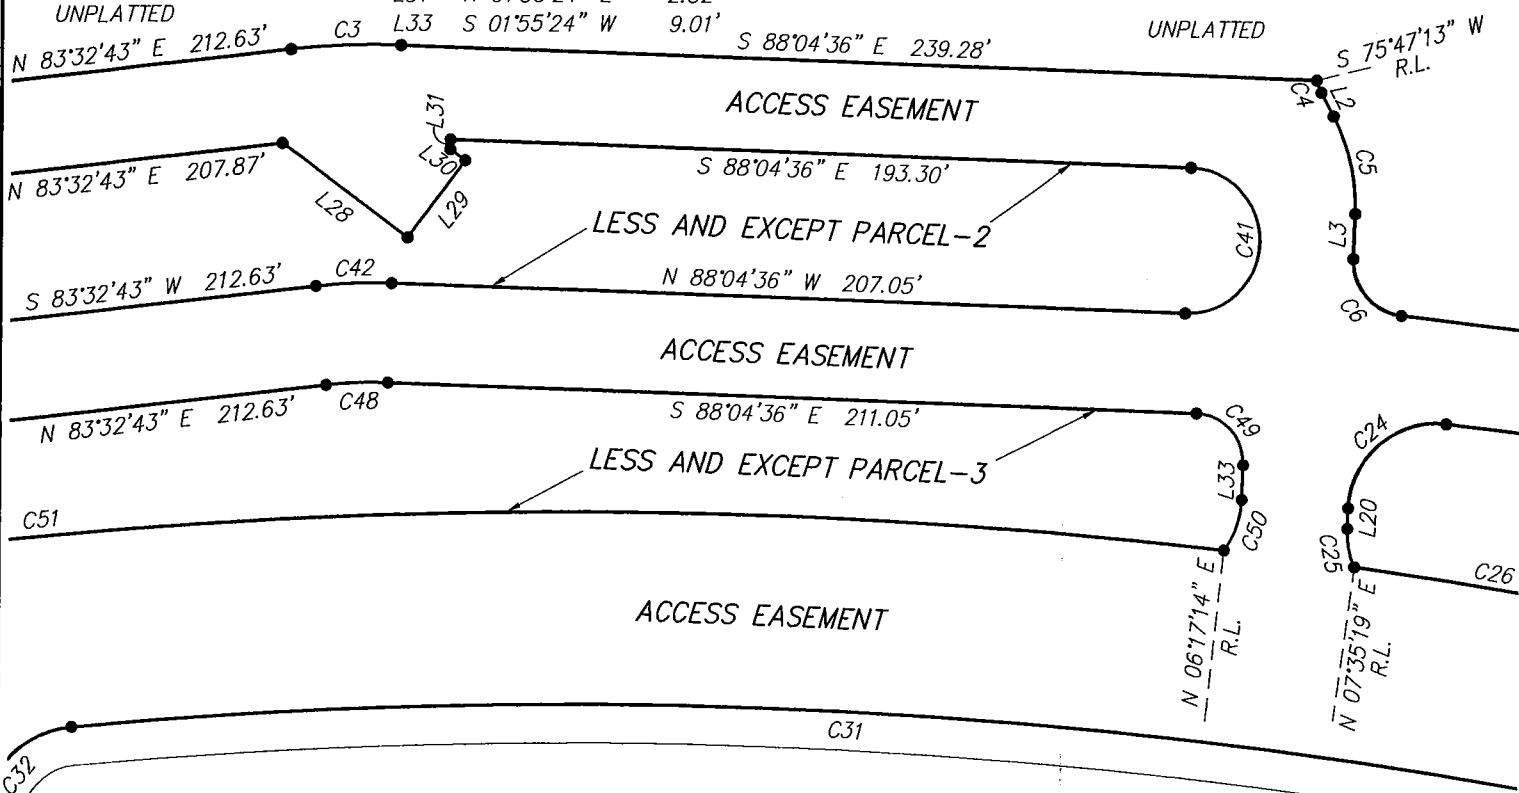 UNPLATTED
L33 S 01°55'24" W 9.01'
N 83°32'43" E 212.63'
C3
S 88°04'36" E 239.28'
UNPLATTED
S 75°47'13" W
R.L.
C4
L2
ACCESS EASEMENT
L31
L30
N 83°32'43" E 207.87'
S 88°04'36" E 193.30'
C5
L28
L29
LESS AND EXCEPT PARCEL-2
C41
L3
S 83°32'43" W 212.63'
C42
N 88°04'36" W 207.05'
C6
ACCESS EASEMENT
N 83°32'43" E 212.63'
C48
S 88°04'36" E 211.05'
C49
C24
LESS AND EXCEPT PARCEL-3
L33
C51
C50
L20
C25
C26
N 06°17'14" E
R.L.
N 07°35'19" E
R.L.
ACCESS EASEMENT
C31
C32